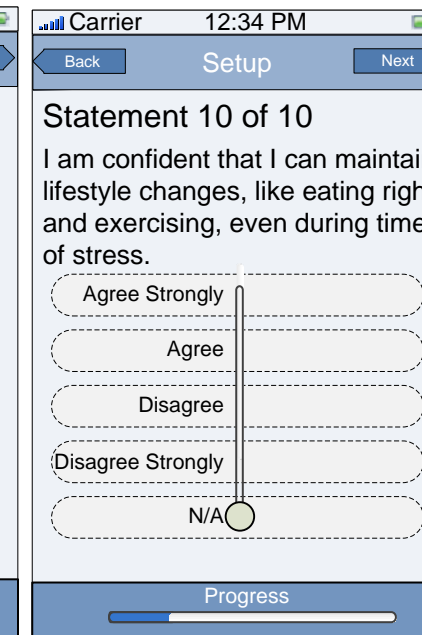 Carrier 12:34 PM
Back Setup Next
Statement 10 of 10
I am confident that I can maintai
lifestyle changes, like eating righ
and exercising, even during time
of stress.
Agree Strongly
Agree
Disagree
Disagree Strongly
N/A
Progress